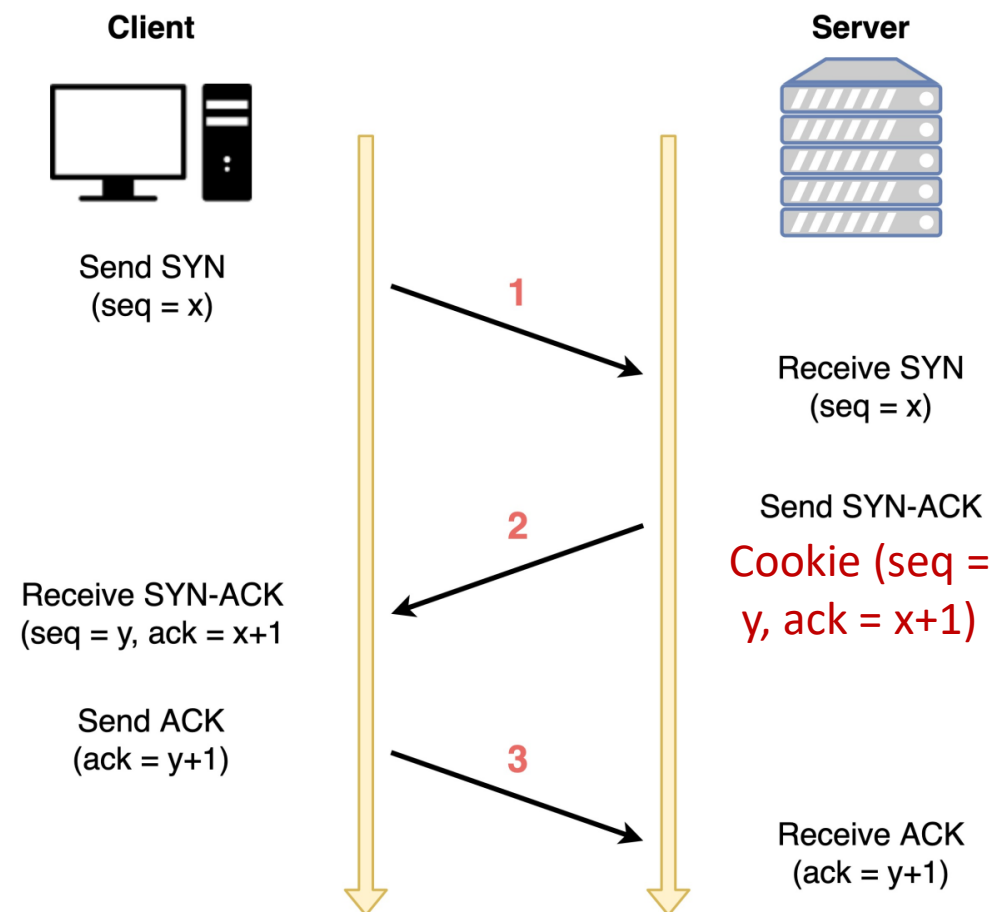 Client
Server
Send SYN
(seq = x)
1
Receive SYN
(seq = x)
Send SYN-ACK
Cookie (seq =
y, ack = x+1)
2
Receive SYN-ACK
(seq = y, ack = x+1
Send ACK
(ack = y+1)
3
Receive ACK
(ack = y+1)